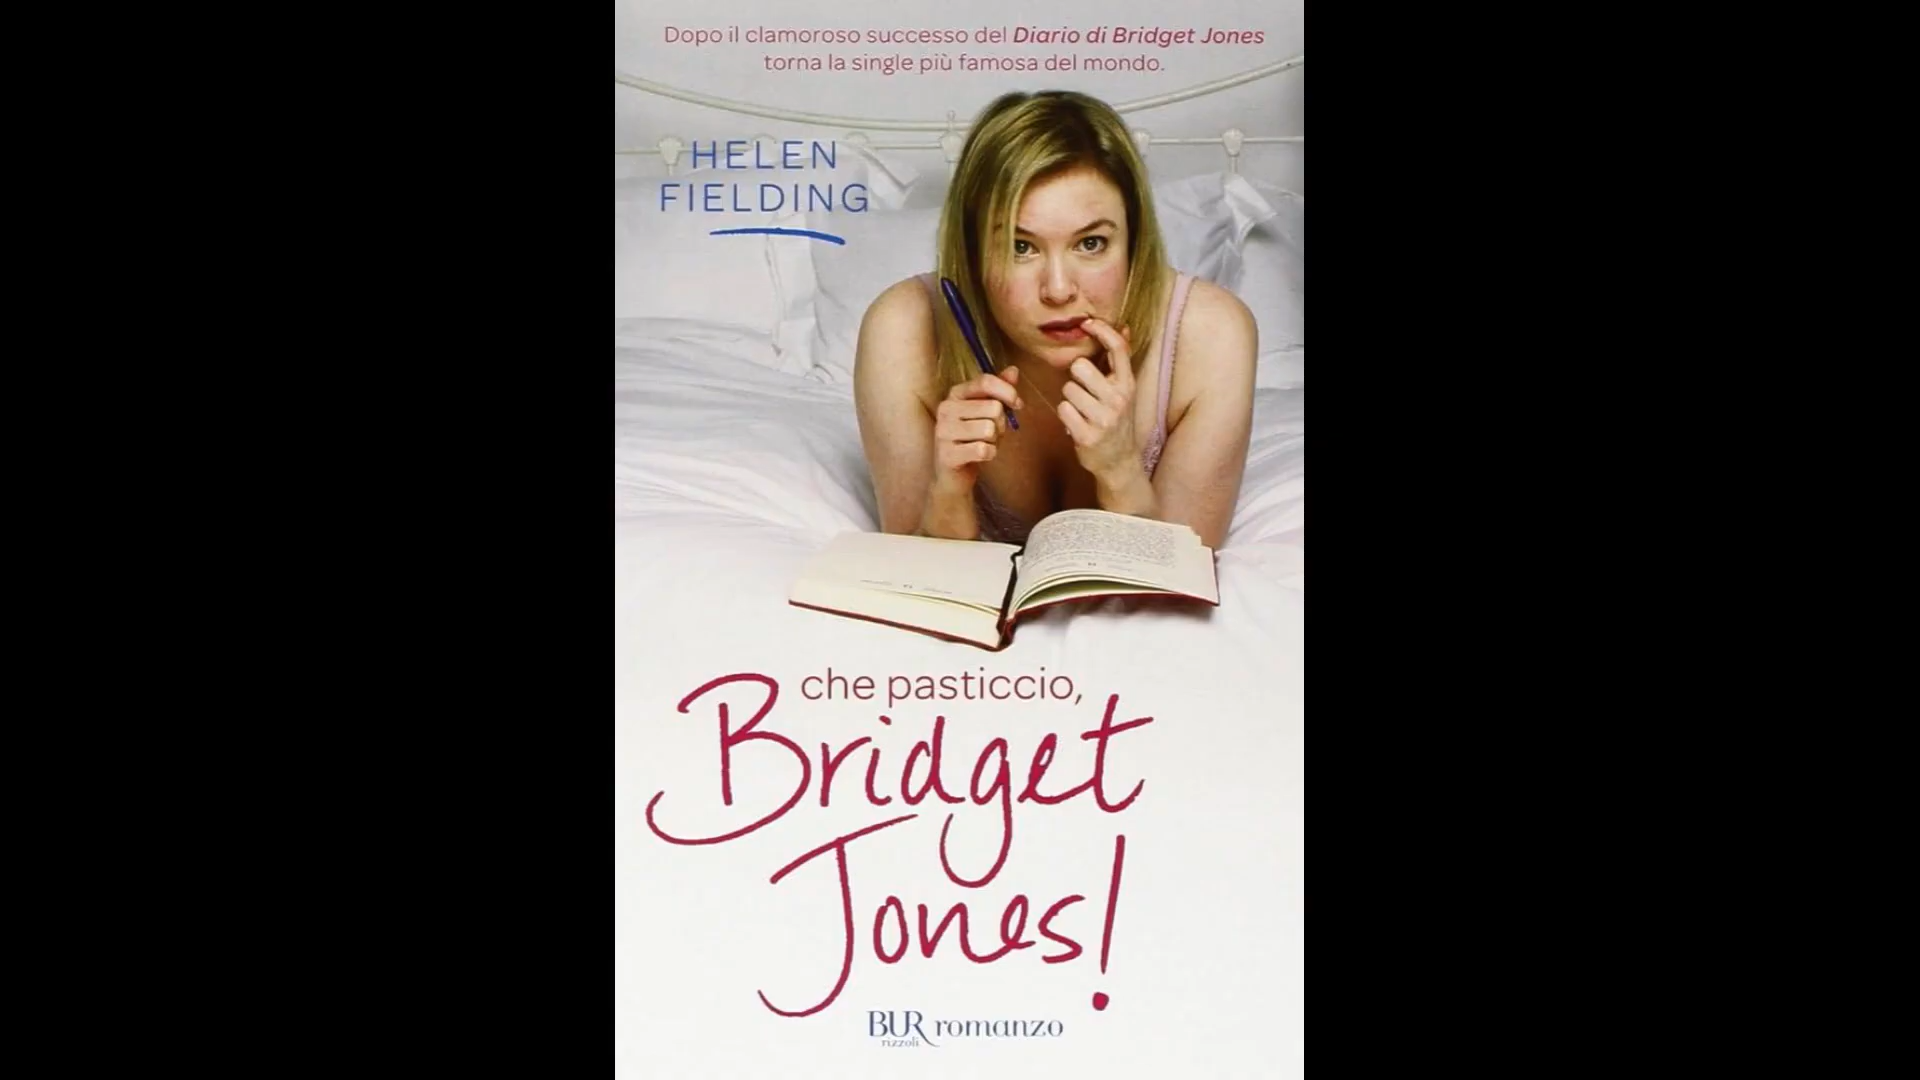 Dopo il clamoroso successo del Diario di Bridget Jones
torna la single più famosa del mondo.
HELEN
FIELDING
che pasticcio,
Bridget
Jones!
BUR romanzo
rizzoli